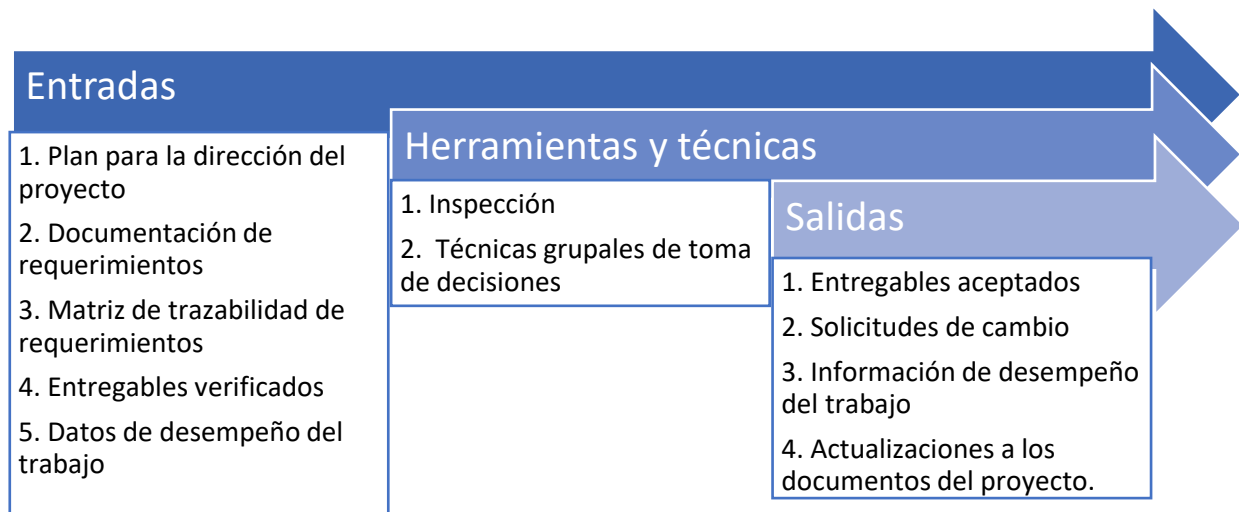 Entradas
1. Plan para la dirección del
proyecto
2. Documentación de
requerimientos
3. Matriz de trazabilidad de
requerimientos
4. Entregables verificados
5. Datos de desempeño del
trabajo
Herramientas y técnicas
1. Inspección
2. Técnicas grupales de toma
de decisiones
Salidas
1. Entregables aceptados
2. Solicitudes de cambio
3. Información de desempeño
del trabajo
4. Actualizaciones a los
documentos del proyecto.